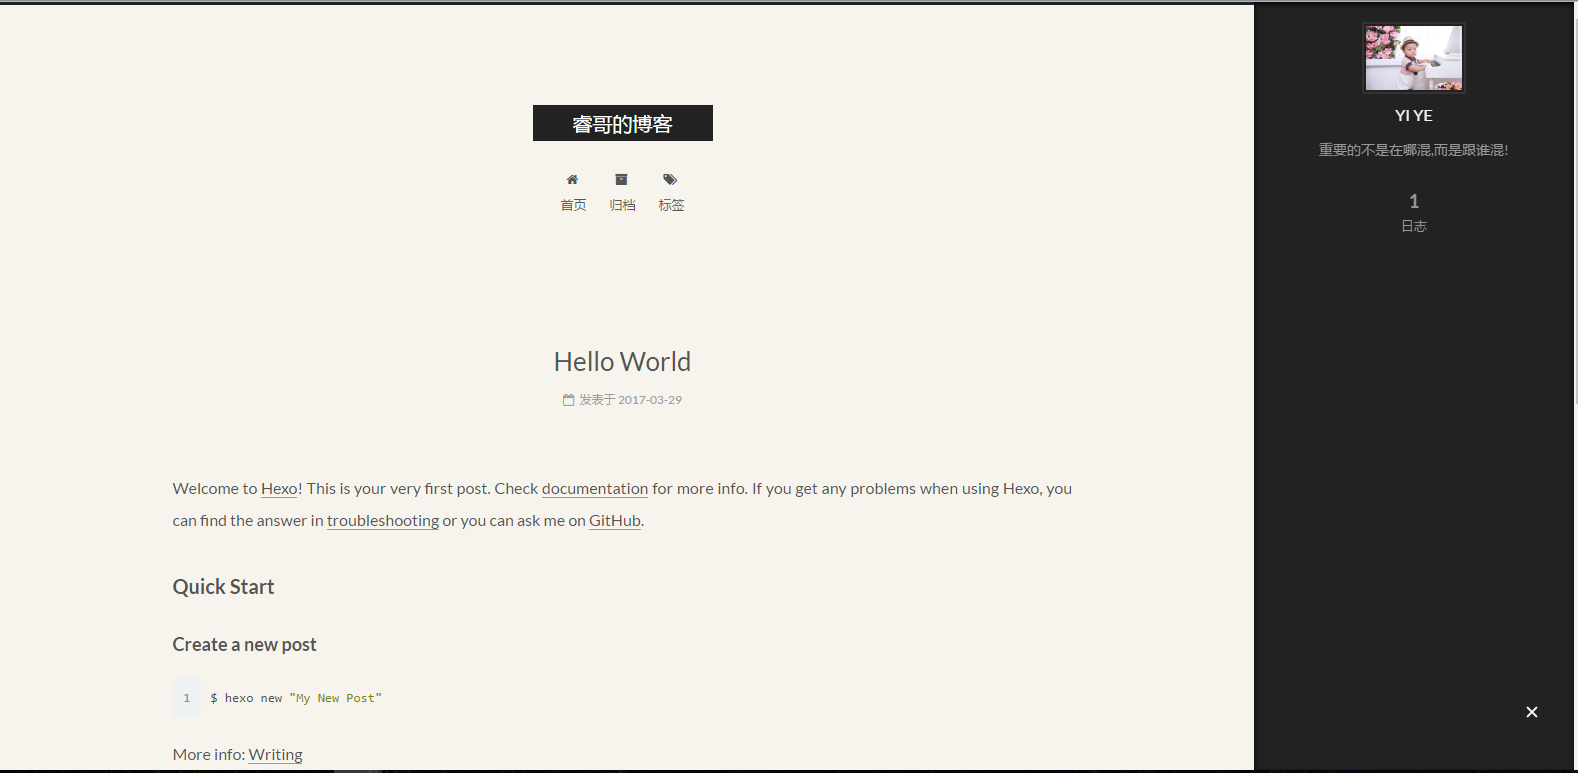 睿哥的博客
首页 归档 标签
Hello World
发表于 2017-03-29
Welcome to Hexo! This is your very first post. Check documentation for more info. If you get any problems when using Hexo, you
can find the answer in troubleshooting or you can ask me on GitHub.
Quick Start
Create a new post
1 $ hexo new "My New Post"
More info: Writing
YI YE
重要的不是在哪混,而是跟谁混!
1
日志